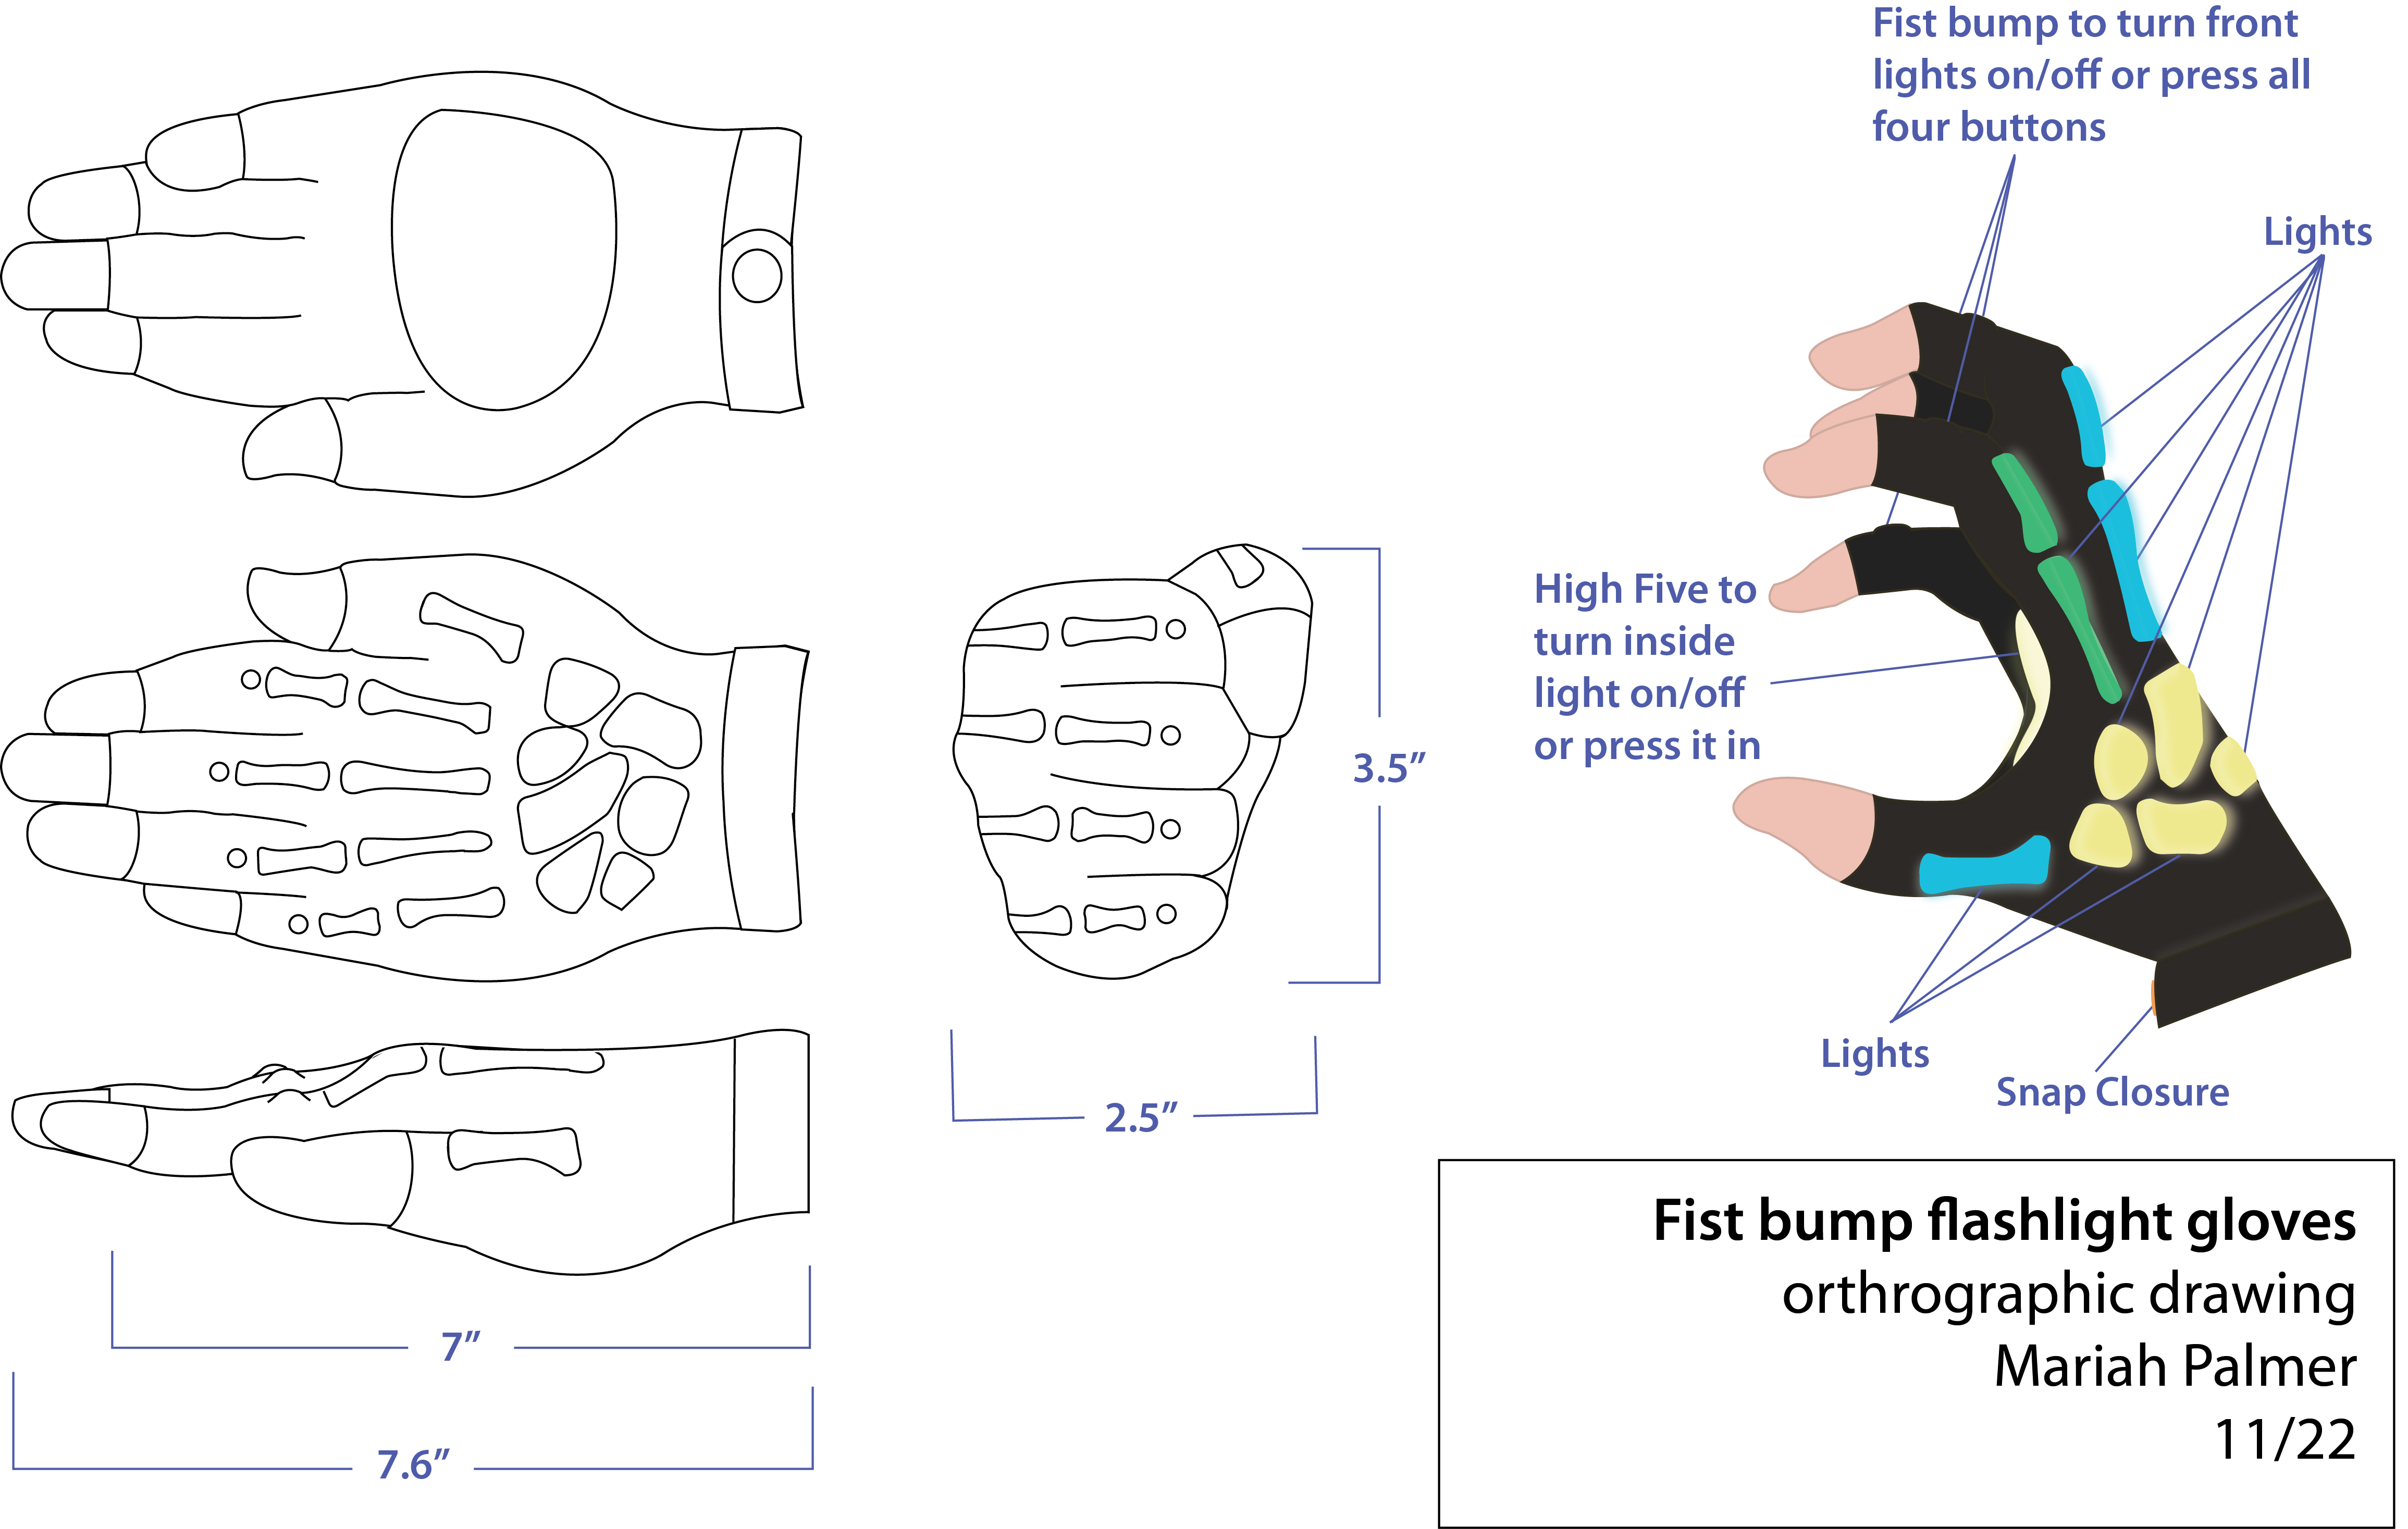 Fist bump to turn front
lights on/off or press all
four buttons
Lights
High Five to
turn inside
light on/off
or press it in
3.5”
2.5”
Lights
Snap Closure
7”
7.6”
Fist bump flashlight gloves
orthrographic drawing
Mariah Palmer
11/22